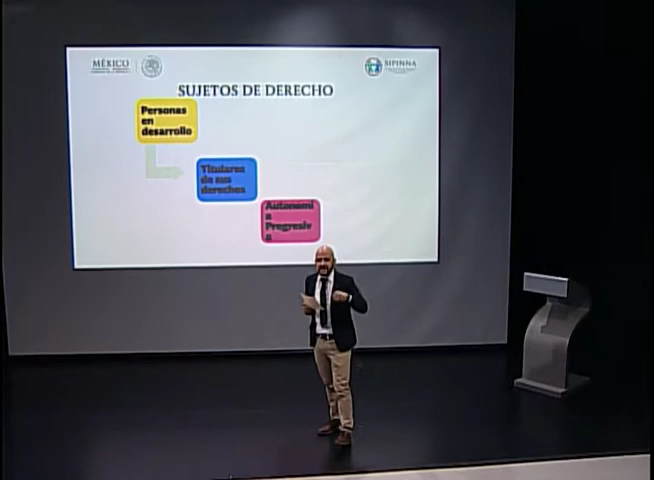 MÉXICO
SIPINNA
SUJETOS DE DERECHO
Personas
en
desarrollo
Titulares
de sus
derechos
Autonomí
a
Progresiv
a